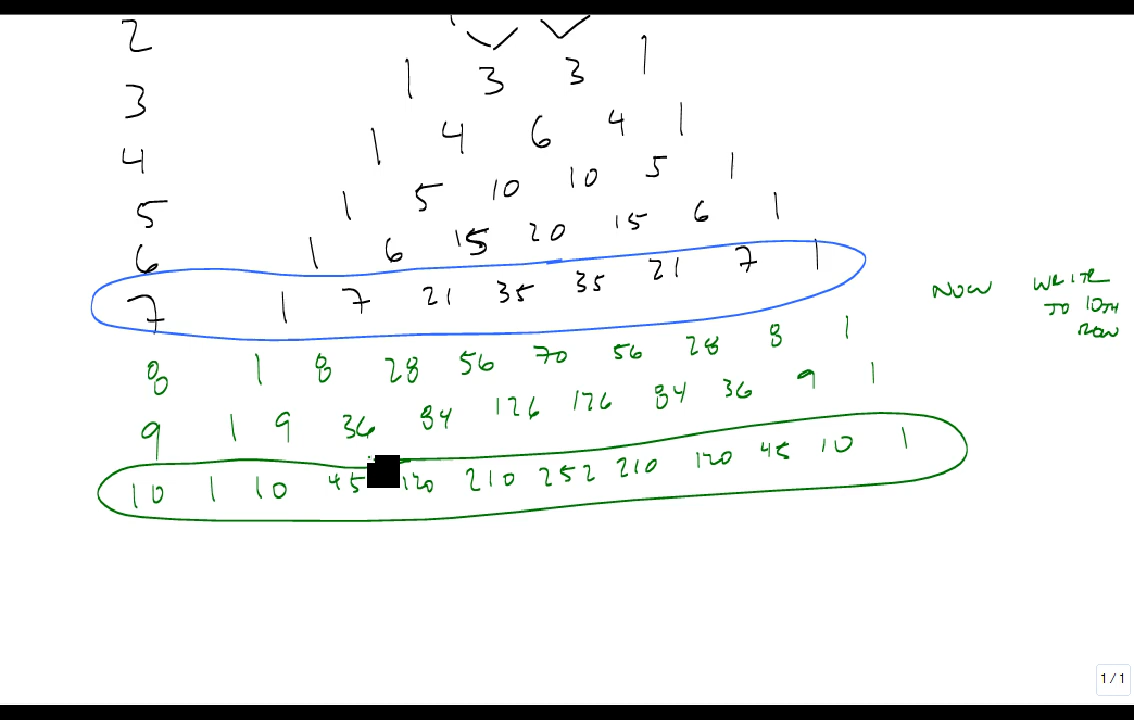 2
3 1 3 3 1
4 1 4 6 4 1
5 1 5 10 10 5 1
6 1 6 15 20 15 6 1
7 1 7 21 35 35 21 7 1
NOW WRITE
TO 10TH
ROW
8 1 8 28 56 70 56 28 8 1
9 1 9 36 84 126 126 84 36 9 1
10 1 10 45 120 210 252 210 120 45 10 1
1/1